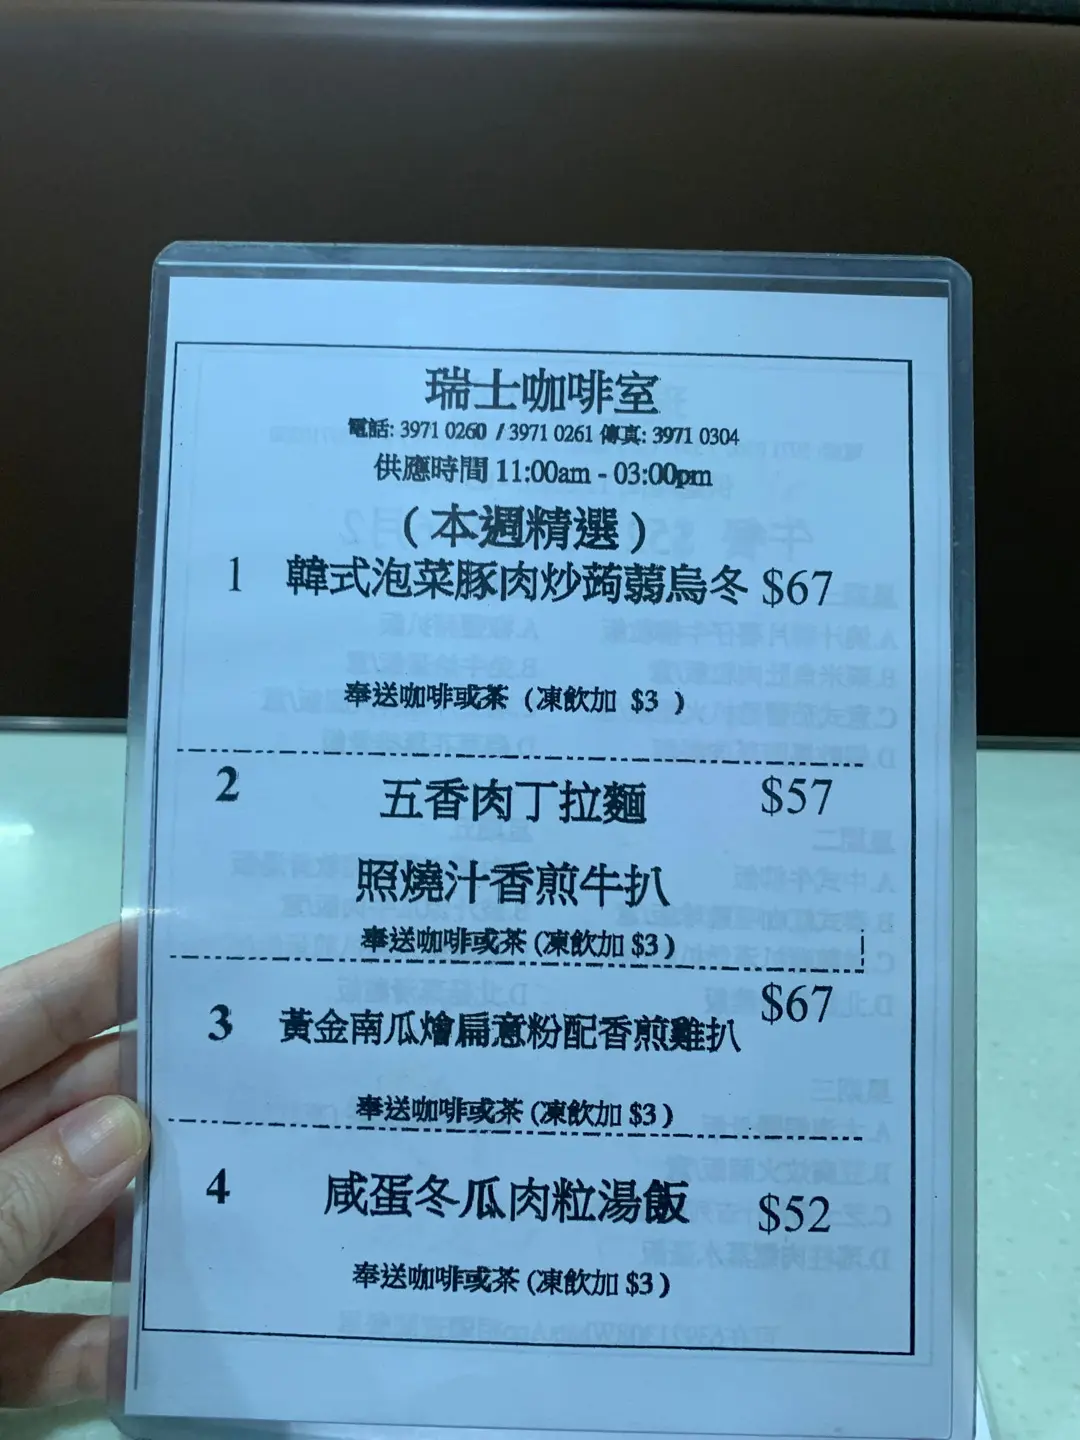 瑞士咖啡室
電話: 3971 0260 / 3971 0261 傳真: 3971 0304
供應時間 11:00am - 03:00pm
( 本週精選 )
1 韓式泡菜豚肉炒蒟蒻烏冬 $67
奉送咖啡或茶 (凍飲加 $3 )
2 五香肉丁拉麵 $57
照燒汁香煎牛扒
奉送咖啡或茶 (凍飲加 $3 )
3 黃金南瓜燴扁意粉配香煎雞扒 $67
奉送咖啡或茶 (凍飲加 $3 )
4 咸蛋冬瓜肉粒湯飯 $52
奉送咖啡或茶 (凍飲加 $3 )